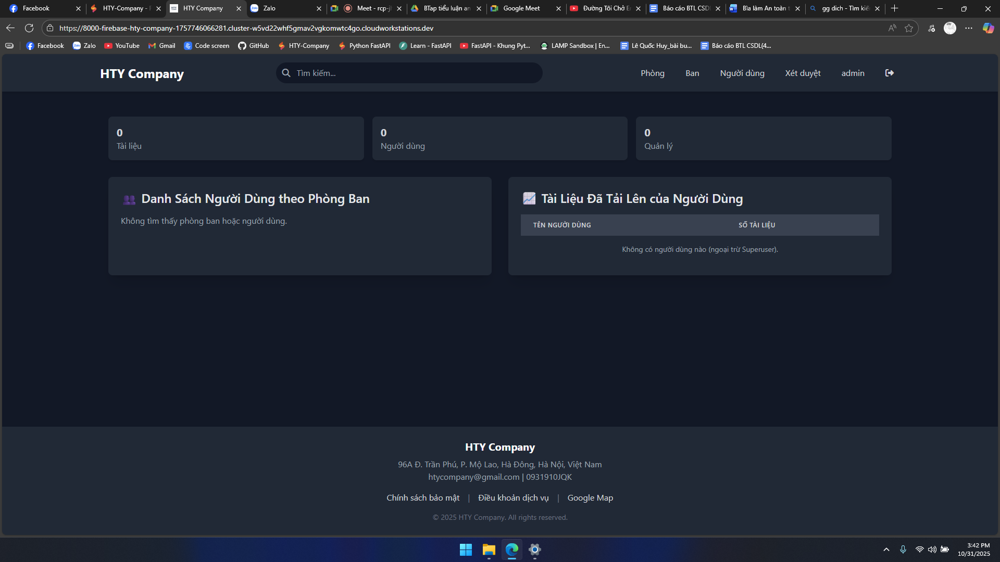 Facebook
HTY-Company - F
HTY Company
Zalo
Meet - rcp-j
BTap tiểu luận an
Google Meet
Đường Tôi Chở E
Báo cáo BTL CSDL
Bìa làm An toàn t
gg dich - Tìm kiế
https://8000-firebase-hty-company-1757746066281.cluster-w5vd22whf5gmav2vgkomwtc4go.cloudworkstations.dev
Facebook
Zalo
YouTube
Gmail
Code screen
GitHub
HTY-Company
Python FastAPI
Learn - FastAPI
FastAPI - Khung Pyt...
LAMP Sandbox | En...
Lê Quốc Huy_bài bu...
Báo cáo BTL CSDL(4...
HTY Company
Tìm kiếm...
Phòng
Ban
Người dùng
Xét duyệt
admin
0
Tài liệu
0
Người dùng
0
Quản lý
Danh Sách Người Dùng theo Phòng Ban
Không tìm thấy phòng ban hoặc người dùng.
Tài Liệu Đã Tải Lên của Người Dùng
TÊN NGƯỜI DÙNG
SỐ TÀI LIỆU
Không có người dùng nào (ngoại trừ Superuser).
HTY Company
96A Đ. Trần Phú, P. Mộ Lao, Hà Đông, Hà Nội, Việt Nam
htycompany@gmail.com | 0931910JQK
Chính sách bảo mật | Điều khoản dịch vụ | Google Map
© 2025 HTY Company. All rights reserved.
3:42 PM
10/31/2025